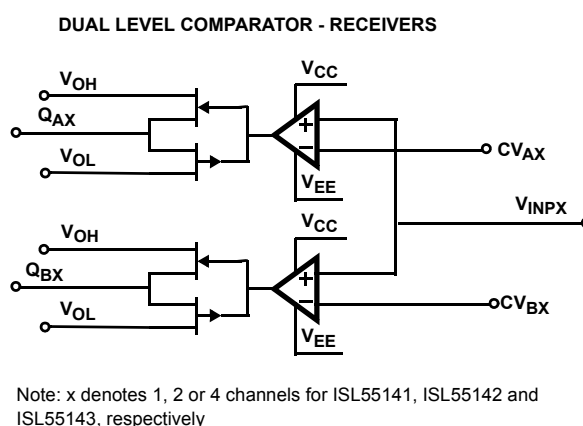 DUAL LEVEL COMPARATOR - RECEIVERS
VOH
VCC
QAX
+
−
CVAX
VOL
VEE
VINPX
VOH
VCC
QBX
+
−
CVBX
VOL
VEE
Note: x denotes 1, 2 or 4 channels for ISL55141, ISL55142 and
ISL55143, respectively